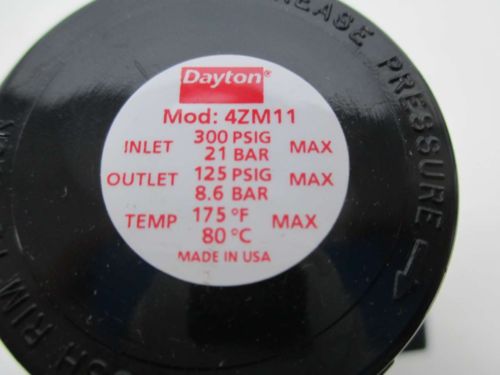 Dayton®
Mod: 4ZM11
INLET 300 PSIG MAX
21 BAR
OUTLET 125 PSIG MAX
8.6 BAR
TEMP 175 °F MAX
80 °C
MADE IN USA
PRESSURE
RIM